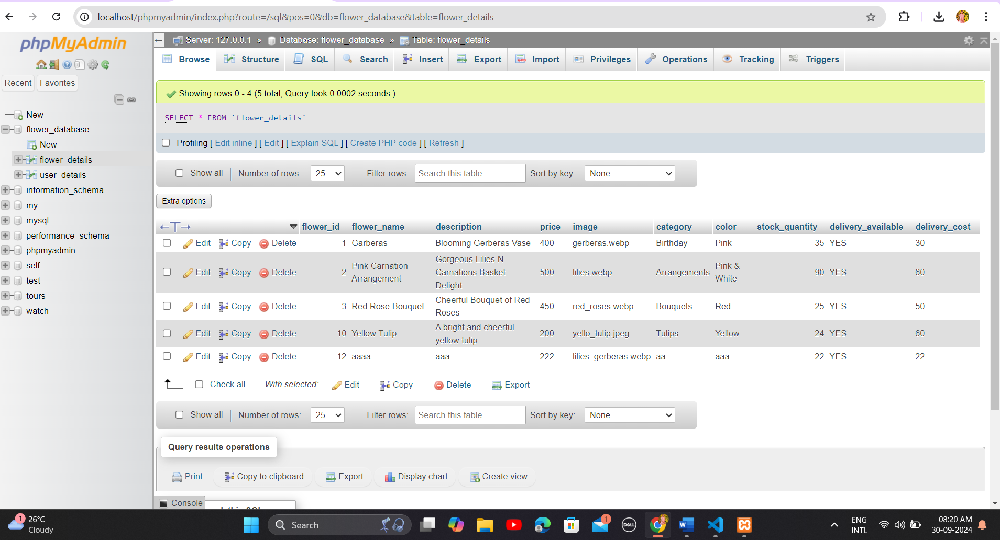 localhost/phpmyadmin/index.php?route=/sql&pos=0&db=flower_database&table=flower_details
phpMyAdmin
Recent Favorites
New
flower_database
New
flower_details
user_details
information_schema
my
mysql
performance_schema
phpmyadmin
self
test
tours
watch
Server: 127.0.0.1 » Database: flower_database » Table: flower_details
Browse Structure SQL Search Insert Export Import Privileges Operations Tracking Triggers
Showing rows 0 - 4 (5 total, Query took 0.0002 seconds.)
SELECT * FROM `flower_details`
Profiling [ Edit inline ] [ Edit ] [ Explain SQL ] [ Create PHP code ] [ Refresh ]
Show all Number of rows: 25 Filter rows: Search this table Sort by key: None
Extra options
flower_id flower_name description price image category color stock_quantity delivery_available delivery_cost
Edit Copy Delete 1 Garberas Blooming Gerberas Vase 400 gerberas.webp Birthday Pink 35 YES 30
Edit Copy Delete 2 Pink Carnation Arrangement Gorgeous Lilies N Carnations Basket Delight 500 lilies.webp Arrangements Pink & White 90 YES 60
Edit Copy Delete 3 Red Rose Bouquet Cheerful Bouquet of Red Roses 450 red_roses.webp Bouquets Red 25 YES 50
Edit Copy Delete 10 Yellow Tulip A bright and cheerful yellow tulip 200 yello_tulip.jpeg Tulips Yellow 24 YES 60
Edit Copy Delete 12 aaaa aaa 222 lilies_gerberas.webp aa aaa 22 YES 22
Check all With selected: Edit Copy Delete Export
Show all Number of rows: 25 Filter rows: Search this table Sort by key: None
Query results operations
Print Copy to clipboard Export Display chart Create view
Console
1 26°C
Cloudy
Search
DELL
1
ENG
INTL
08:20 AM
30-09-2024